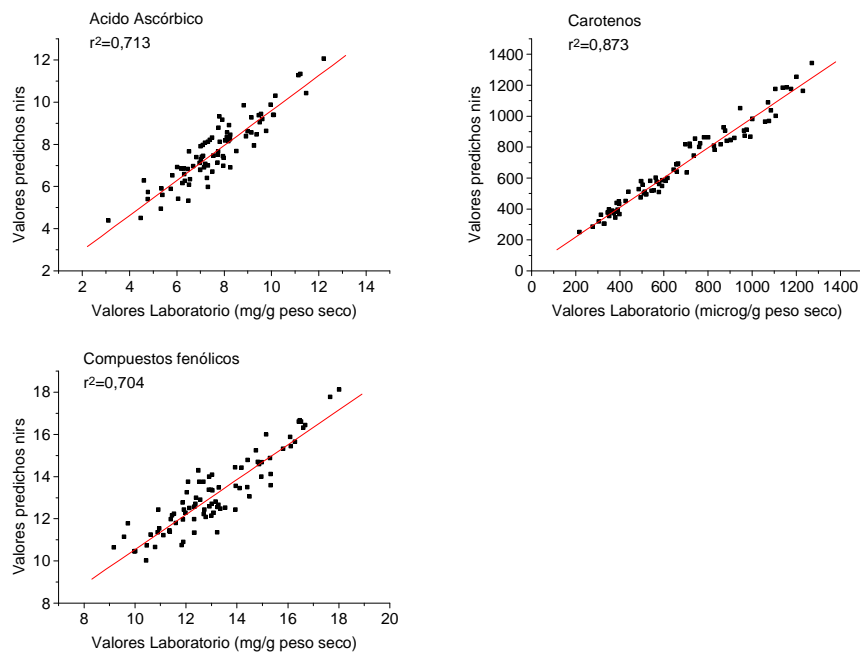 Acido Ascórbico
r²=0,713
12
10
8
6
4
2
0 2 4 6 8 10 12 14
Valores predichos nirs
Valores Laboratorio (mg/g peso seco)
Carotenos
r²=0,873
1400
1200
1000
800
600
400
200
0
0 200 400 600 800 1000 1200 1400
Valores predichos nirs
Valores Laboratorio (microg/g peso seco)
Compuestos fenólicos
r²=0,704
18
16
14
12
10
8
8 10 12 14 16 18 20
Valores predichos nirs
Valores Laboratorio (mg/g peso seco)